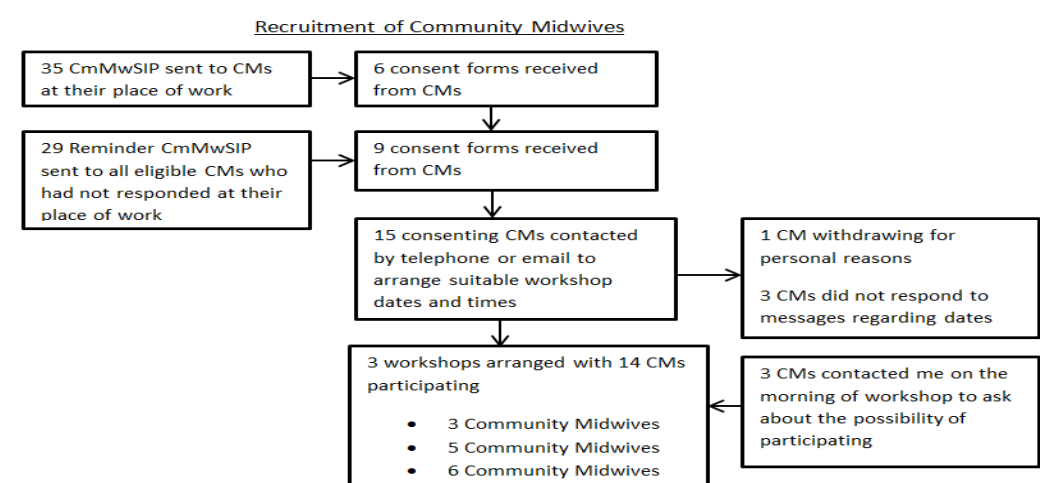 Recruitment of Community Midwives
35 CmMwSIP sent to CMs
at their place of work
6 consent forms received
from CMs
29 Reminder CmMwSIP
sent to all eligible CMs who
had not responded at their
place of work
9 consent forms received
from CMs
15 consenting CMs contacted
by telephone or email to
arrange suitable workshop
dates and times
1 CM withdrawing for
personal reasons
3 CMs did not respond to
messages regarding dates
3 workshops arranged with 14 CMs
participating
• 3 Community Midwives
• 5 Community Midwives
• 6 Community Midwives
3 CMs contacted me on the
morning of workshop to ask
about the possibility of
participating